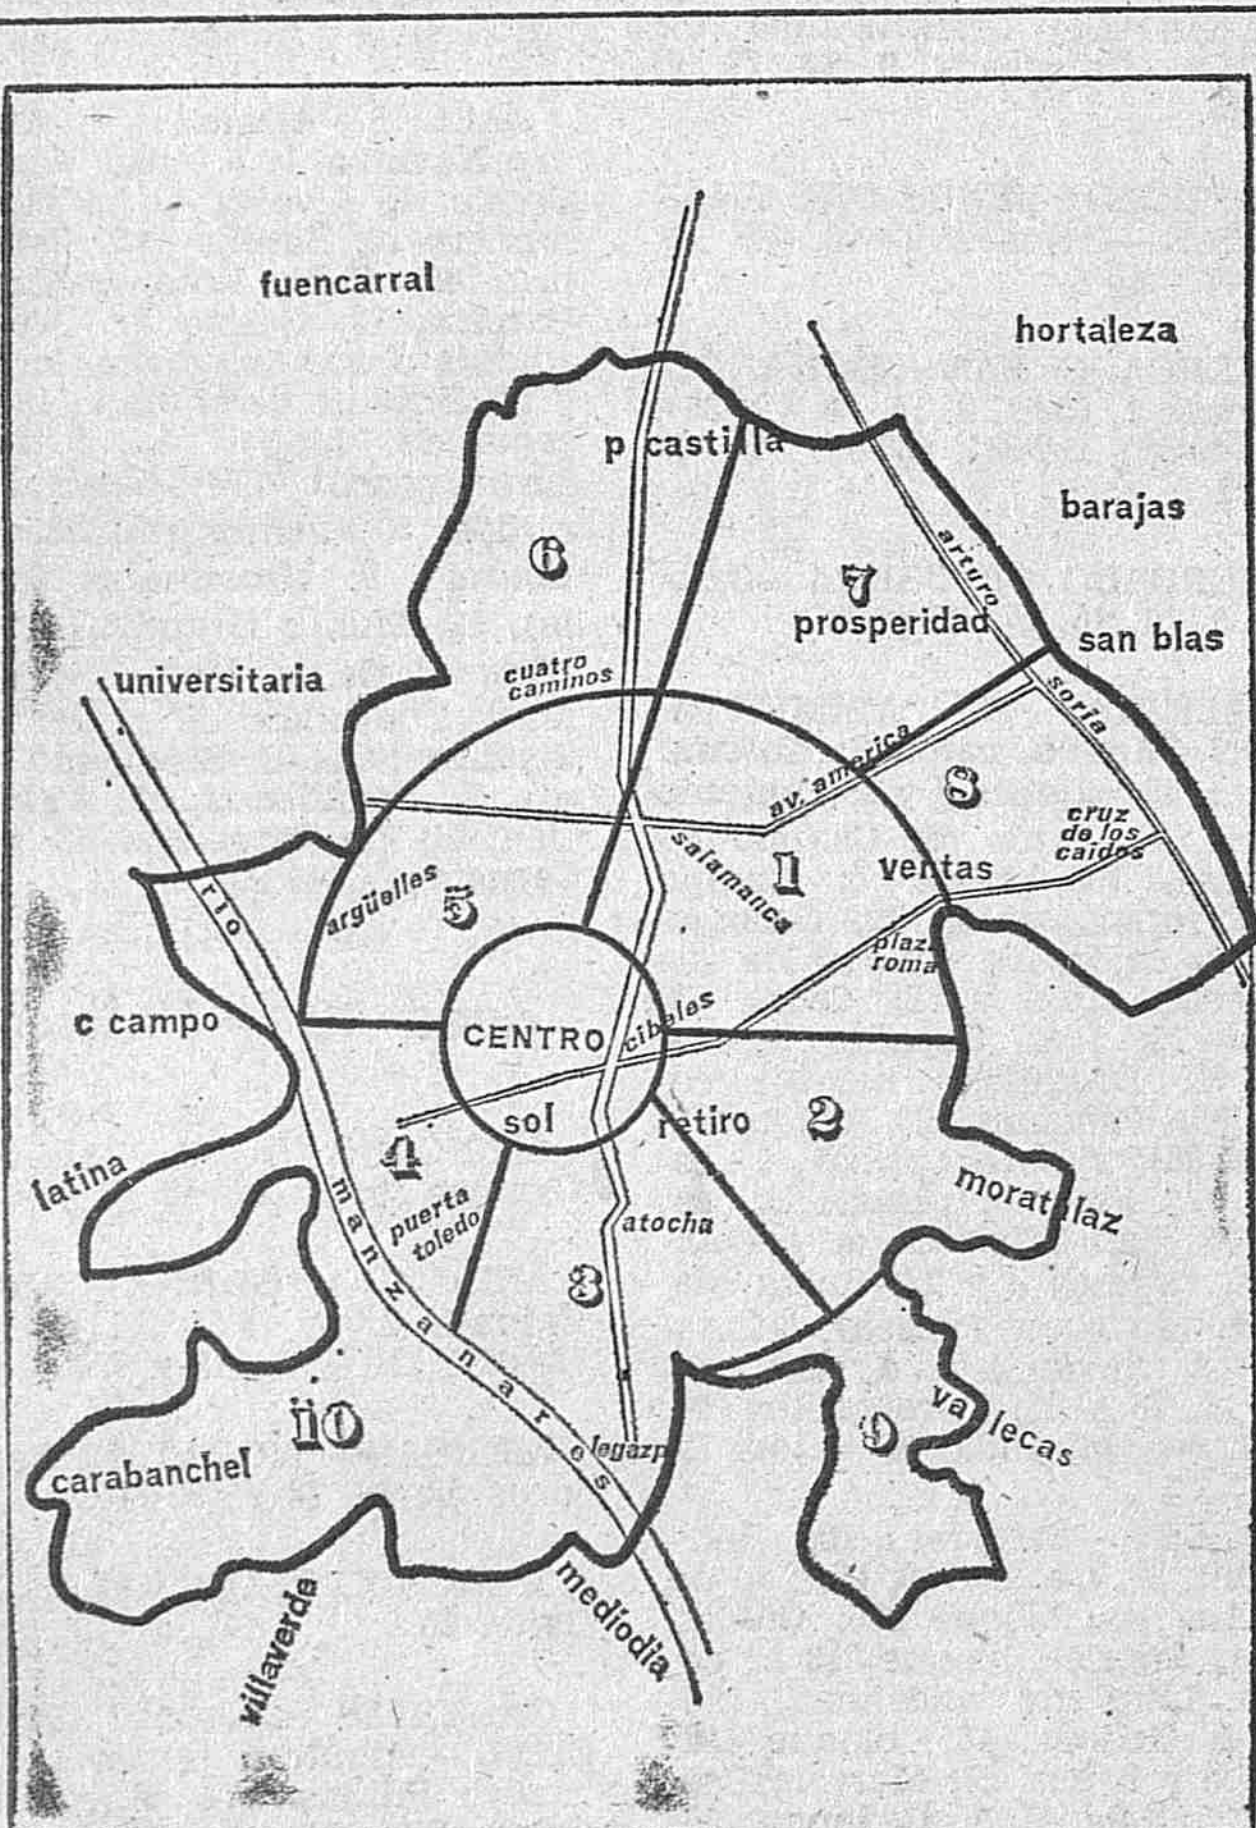 fuencarral
hortaleza
p castilla
barajas
6
7
arturo
prosperidad
san blas
cuatro
caminos
universitaria
soria
av. america
8
cruz
de los
caidos
salamanca
1
ventas
argüelles
5
rio
plaza
roma
c campo
CENTRO
cibeles
sol
retiro
2
4
latina
moratalaz
puerta
toledo
manzanares
atocha
3
vallecas
10
9
legazpi
carabanchel
villaverde
mediodia